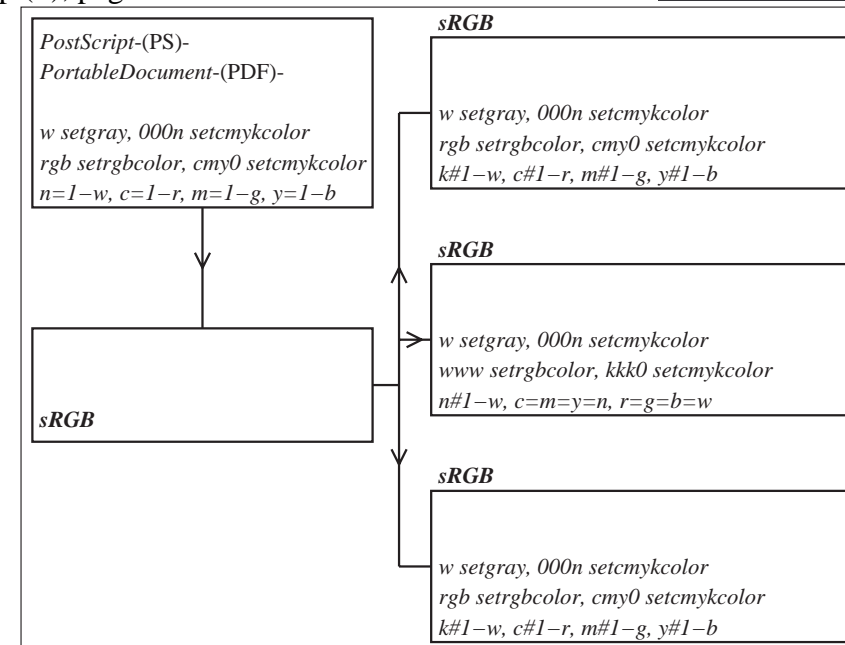 PostScript-(PS)-
PortableDocument-(PDF)-
w setgray, 000n setcmykcolor
rgb setrgbcolor, cmy0 setcmykcolor
n=1−w, c=1−r, m=1−g, y=1−b
sRGB
sRGB
w setgray, 000n setcmykcolor
rgb setrgbcolor, cmy0 setcmykcolor
k#1−w, c#1−r, m#1−g, y#1−b
sRGB
w setgray, 000n setcmykcolor
www setrgbcolor, kkk0 setcmykcolor
n#1−w, c=m=y=n, r=g=b=w
sRGB
w setgray, 000n setcmykcolor
rgb setrgbcolor, cmy0 setcmykcolor
k#1−w, c#1−r, m#1−g, y#1−b